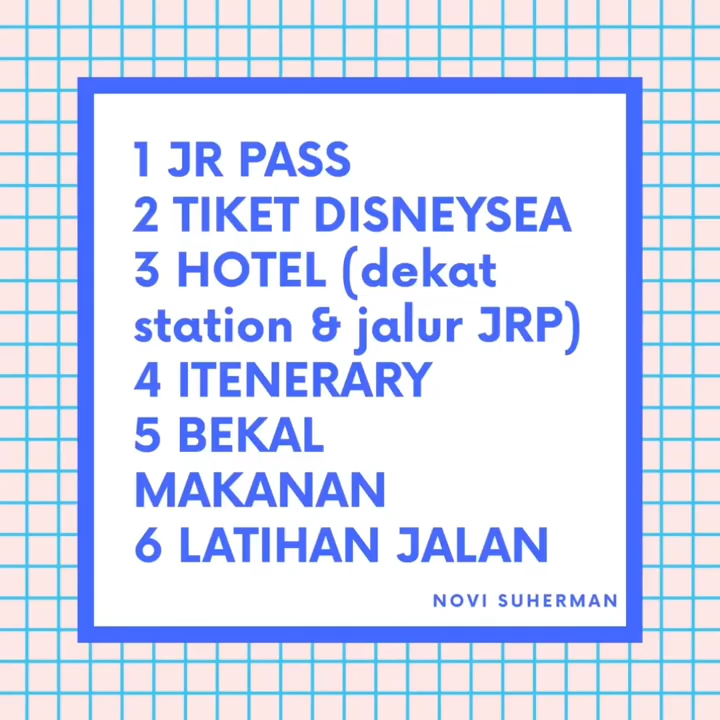 1 JR PASS
2 TIKET DISNEYSEA
3 HOTEL (dekat
station & jalur JRP)
4 ITENERARY
5 BEKAL
MAKANAN
6 LATIHAN JALAN
NOVI SUHERMAN